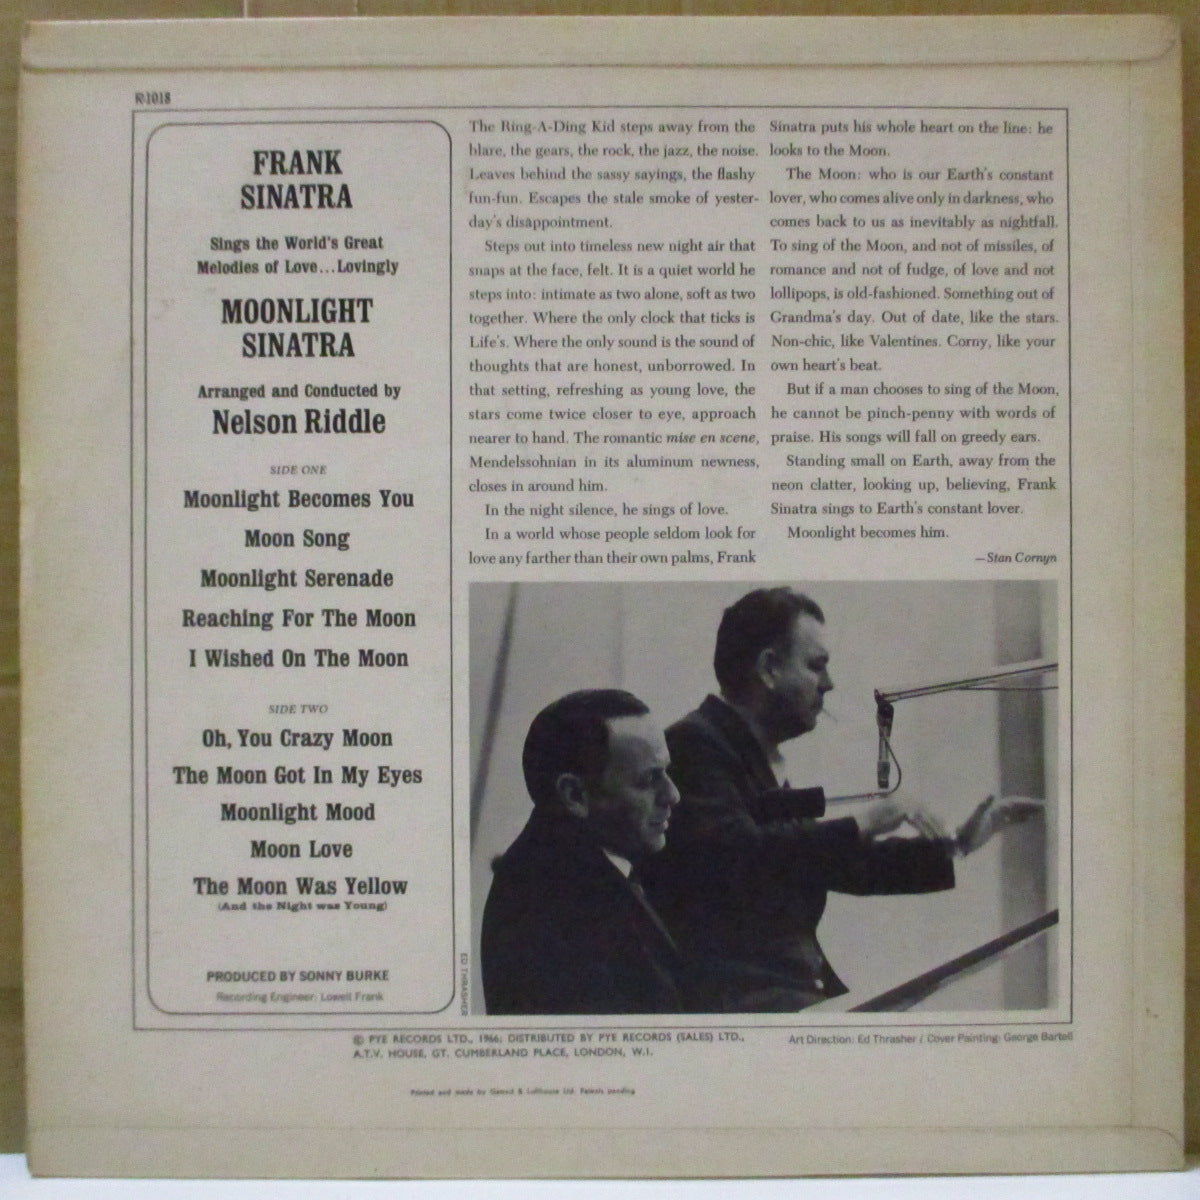 R-1018
FRANK
SINATRA
Sings the World's Great
Melodies of Love...Lovingly
MOONLIGHT
SINATRA
Arranged and Conducted by
Nelson Riddle
SIDE ONE
Moonlight Becomes You
Moon Song
Moonlight Serenade
Reaching For The Moon
I Wished On The Moon
SIDE TWO
Oh, You Crazy Moon
The Moon Got In My Eyes
Moonlight Mood
Moon Love
The Moon Was Yellow
(And the Night was Young)
PRODUCED BY SONNY BURKE
Recording Engineer: Lowell Frank
The Ring-A-Ding Kid steps away from the
blare, the gears, the rock, the jazz, the noise.
Leaves behind the sassy sayings, the flashy
fun-fun. Escapes the stale smoke of yester-
day's disappointment.
Steps out into timeless new night air that
snaps at the face, felt. It is a quiet world he
steps into: intimate as two alone, soft as two
together. Where the only clock that ticks is
Life's. Where the only sound is the sound of
thoughts that are honest, unborrowed. In
that setting, refreshing as young love, the
stars come twice closer to eye, approach
nearer to hand. The romantic mise en scene,
Mendelssohnian in its aluminum newness,
closes in around him.
In the night silence, he sings of love.
In a world whose people seldom look for
love any farther than their own palms, Frank
Sinatra puts his whole heart on the line: he
looks to the Moon.
The Moon: who is our Earth's constant
lover, who comes alive only in darkness, who
comes back to us as inevitably as nightfall.
To sing of the Moon, and not of missiles, of
romance and not of fudge, of love and not
lollipops, is old-fashioned. Something out of
Grandma's day. Out of date, like the stars.
Non-chic, like Valentines. Corny, like your
own heart's beat.
But if a man chooses to sing of the Moon,
he cannot be pinch-penny with words of
praise. His songs will fall on greedy ears.
Standing small on Earth, away from the
neon clatter, looking up, believing, Frank
Sinatra sings to Earth's constant lover.
Moonlight becomes him.
—Stan Cornyn
ED THRASHER
© PYE RECORDS LTD., 1966; DISTRIBUTED BY PYE RECORDS (SALES) LTD.,
A.T.V. HOUSE, GT. CUMBERLAND PLACE, LONDON, W.1.
Art Direction: Ed Thrasher / Cover Painting: George Bartell
Printed and made by Garrod & Lofthouse Ltd. Patents pending